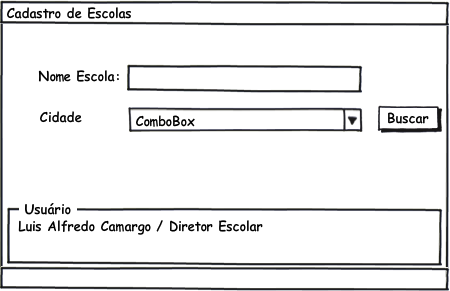 Cadastro de Escolas
Nome Escola:
Cidade
ComboBox
Buscar
Usuário
Luis Alfredo Camargo / Diretor Escolar